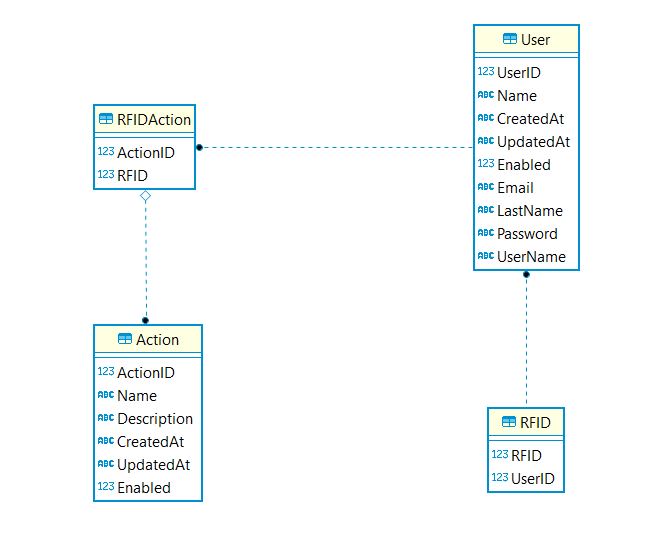 User
123 UserID
ABC Name
ABC CreatedAt
ABC UpdatedAt
123 Enabled
ABC Email
ABC LastName
ABC Password
ABC UserName
RFIDAction
123 ActionID
123 RFID
Action
123 ActionID
ABC Name
ABC Description
ABC CreatedAt
ABC UpdatedAt
123 Enabled
RFID
123 RFID
123 UserID